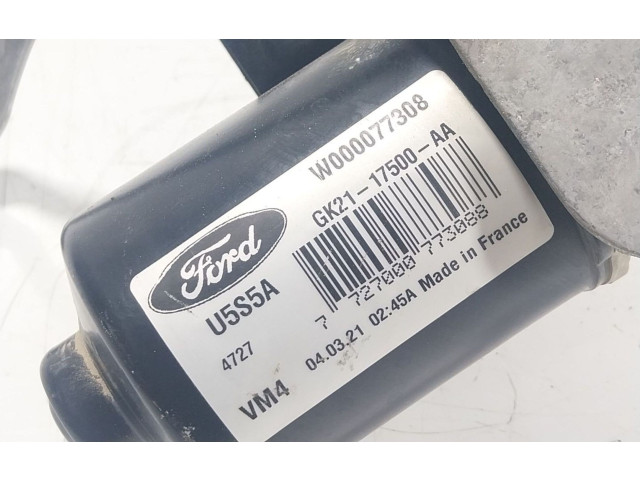 W000077308
GK21-17500-AA
7 727000 773088
Ford
U5S5A
4727
04.03.21 02:45A Made in France
VM4